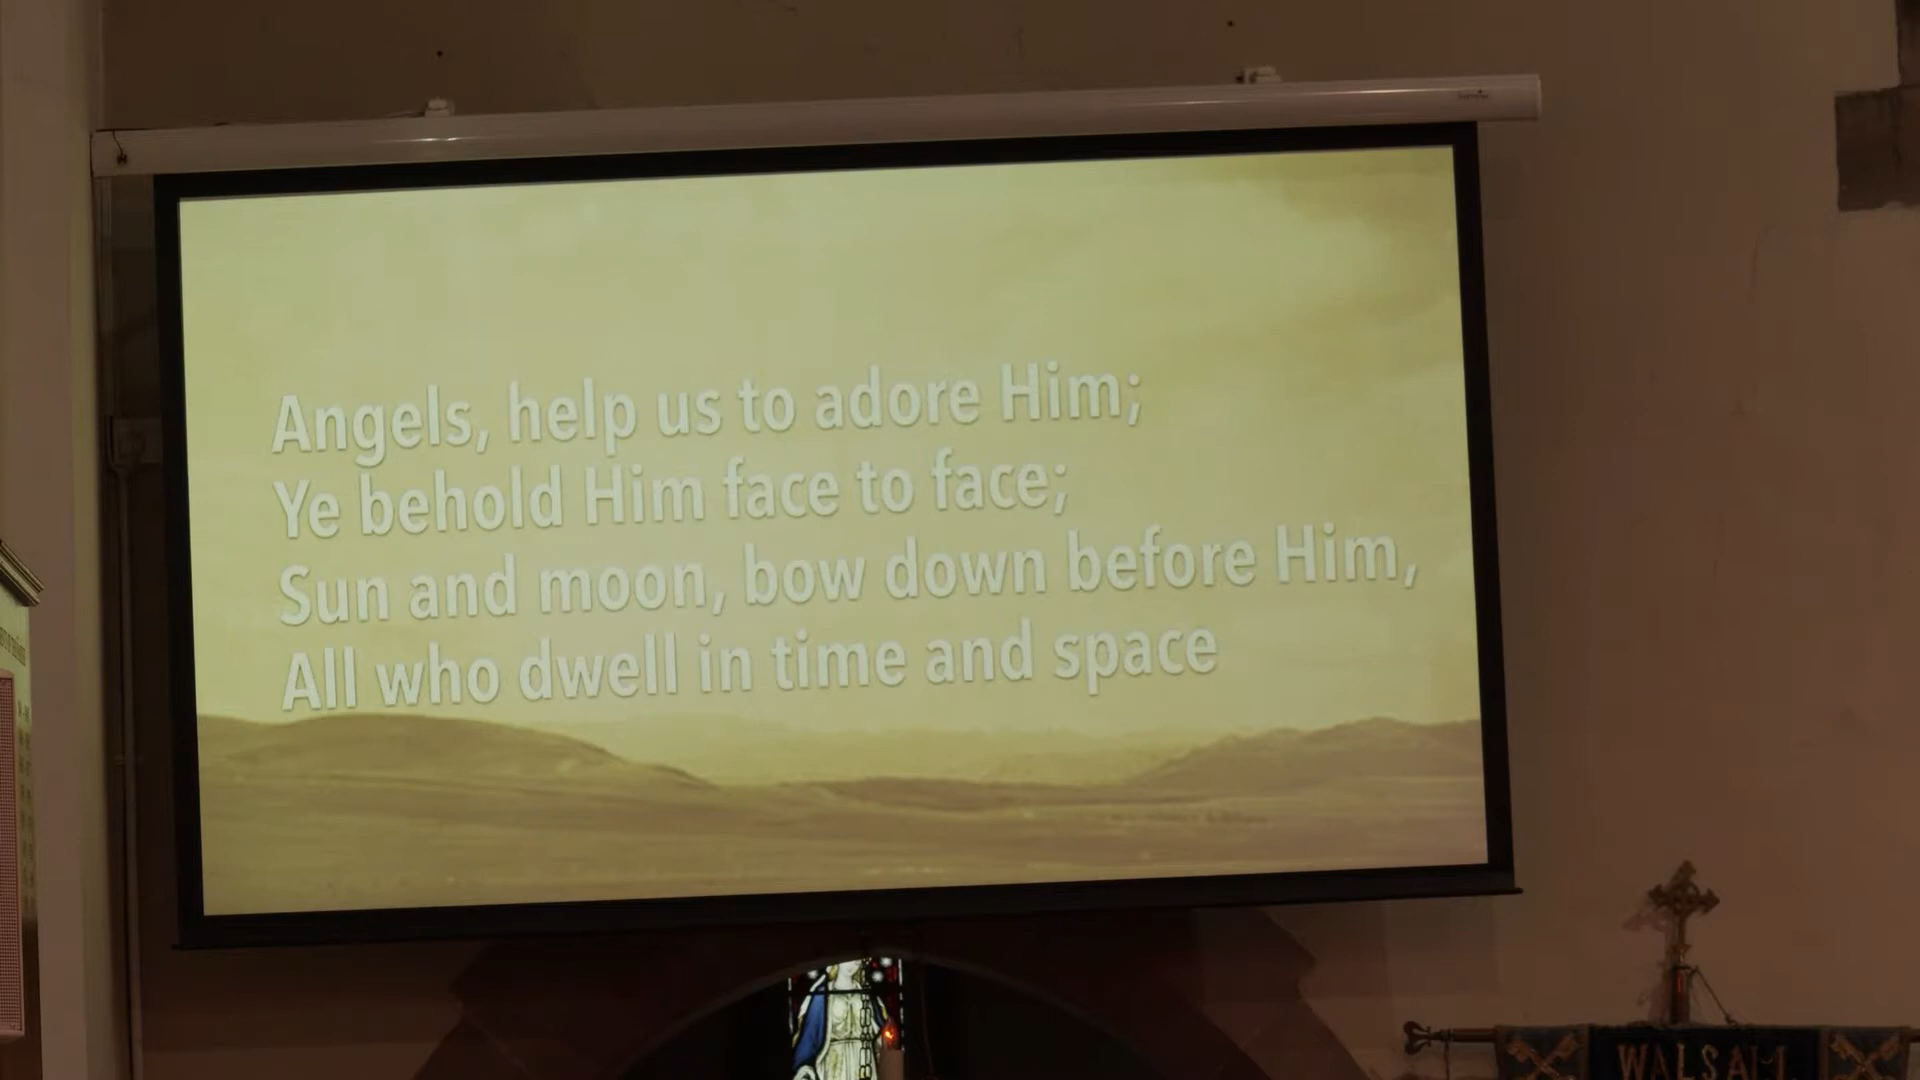 Angels, help us to adore Him;
Ye behold Him face to face;
Sun and moon, bow down before Him,
All who dwell in time and space
WALSALL